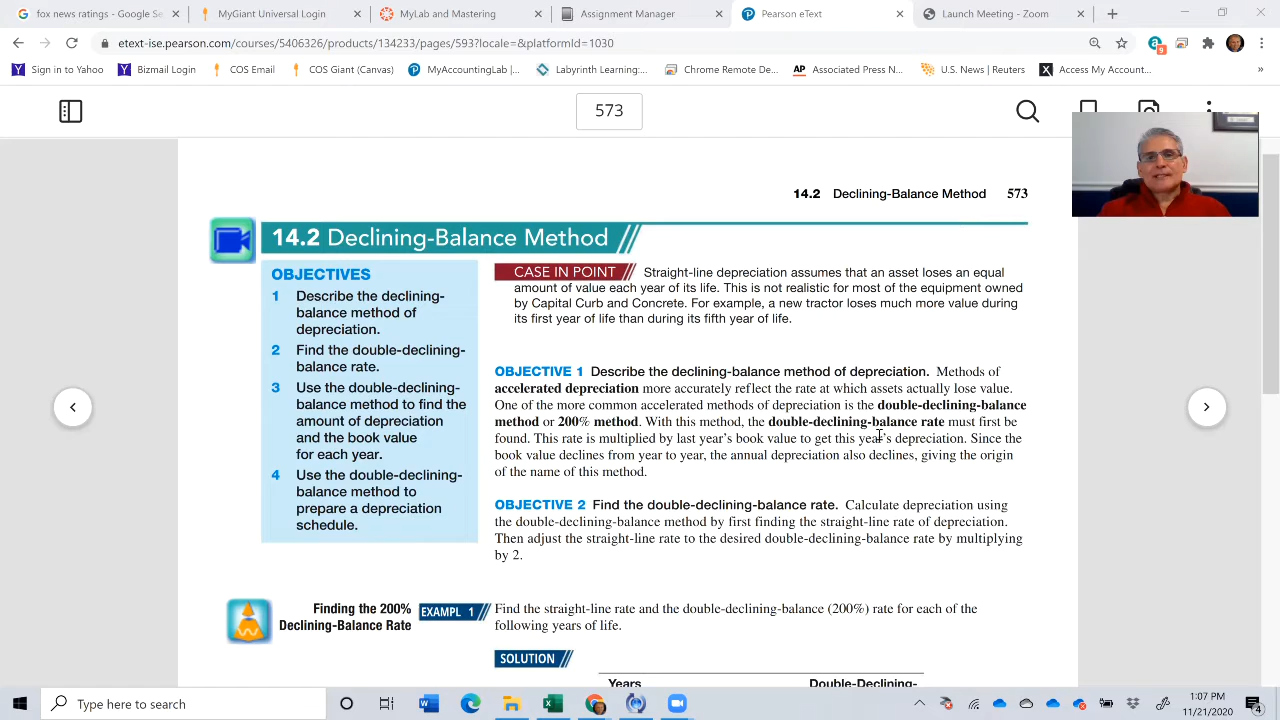 forge - Google Se
MyGiant Universal Login
MyLab and Mastering
Assignment Manager
Pearson eText
Launch Meeting - Zoom
etext-ise.pearson.com/courses/5406326/products/134233/pages/593?locale=&platformId=1030
9
Sign in to Yahoo
Bizmail Login
COS Email
COS Giant (Canvas)
MyAccountingLab |...
Labyrinth Learning:...
Chrome Remote De...
AP Associated Press N...
U.S. News | Reuters
Access My Account...
»
573
14.2 Declining-Balance Method 573
14.2 Declining-Balance Method
OBJECTIVES
1 Describe the declining-
balance method of
depreciation.
2 Find the double-declining-
balance rate.
3 Use the double-declining-
balance method to find the
amount of depreciation
and the book value
for each year.
4 Use the double-declining-
balance method to
prepare a depreciation
schedule.
CASE IN POINT Straight-line depreciation assumes that an asset loses an equal
amount of value each year of its life. This is not realistic for most of the equipment owned
by Capital Curb and Concrete. For example, a new tractor loses much more value during
its first year of life than during its fifth year of life.
OBJECTIVE 1 Describe the declining-balance method of depreciation. Methods of
accelerated depreciation more accurately reflect the rate at which assets actually lose value.
One of the more common accelerated methods of depreciation is the double-declining-balance
method or 200% method. With this method, the double-declining-balance rate must first be
found. This rate is multiplied by last year's book value to get this year's depreciation. Since the
book value declines from year to year, the annual depreciation also declines, giving the origin
of the name of this method.
OBJECTIVE 2 Find the double-declining-balance rate. Calculate depreciation using
the double-declining-balance method by first finding the straight-line rate of depreciation.
Then adjust the straight-line rate to the desired double-declining-balance rate by multiplying
by 2.
Finding the 200%
Declining-Balance Rate
EXAMPL 1
Find the straight-line rate and the double-declining-balance (200%) rate for each of the
following years of life.
SOLUTION
Years Double-Declining-
Type here to search
1:07 PM
11/21/2020
4